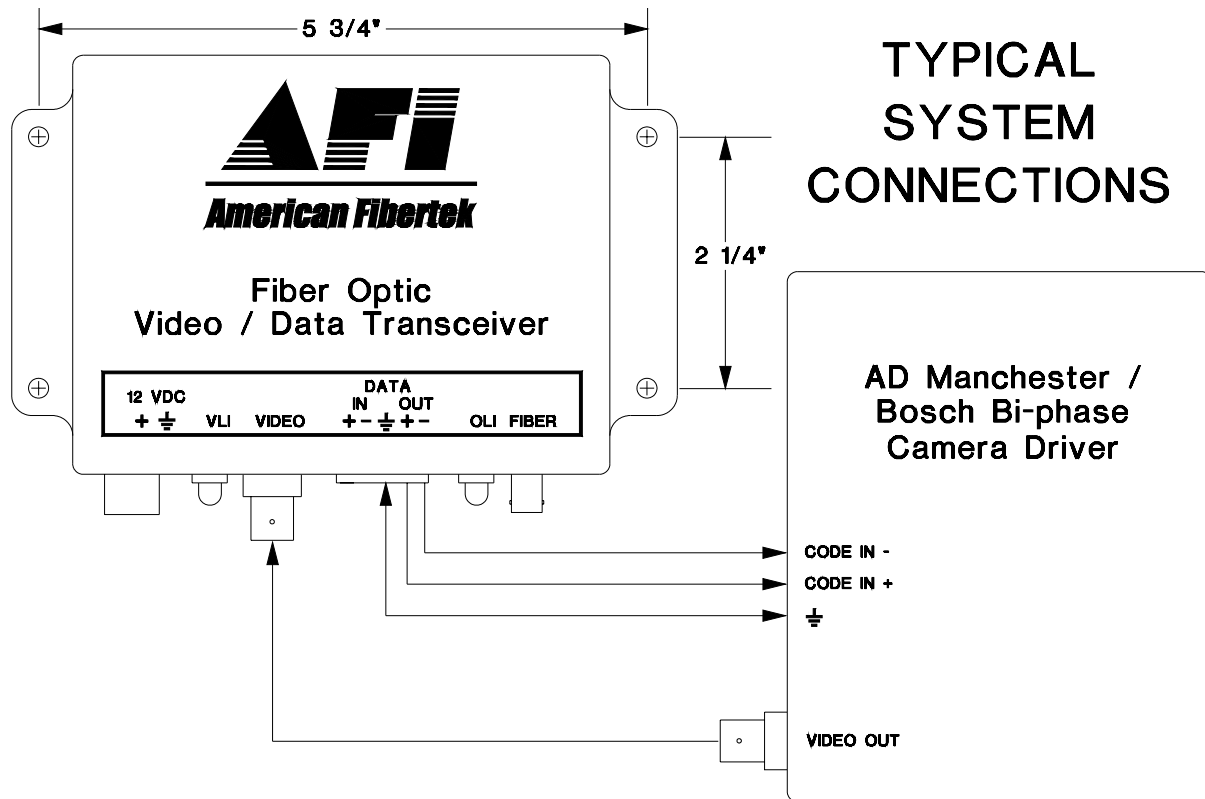 5 3/4"
TYPICAL
SYSTEM
CONNECTIONS
AFI
American Fibertek
2 1/4"
Fiber Optic
Video / Data Transceiver
12 VDC
+
VLI
VIDEO
DATA
IN OUT
+- +-
OLI FIBER
AD Manchester /
Bosch Bi-phase
Camera Driver
CODE IN -
CODE IN +
VIDEO OUT